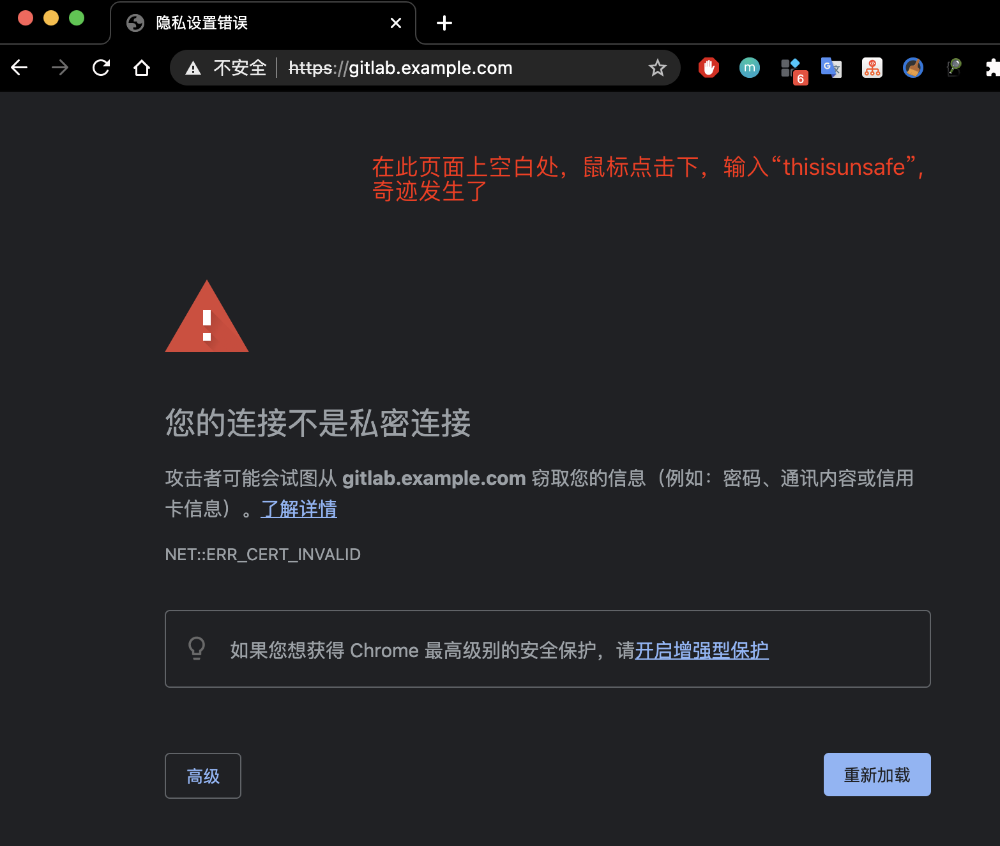 隐私设置错误
不安全 https://gitlab.example.com
m
6
G 文
在此页面上空白处，鼠标点击下，输入“thisisunsafe”，
奇迹发生了
您的连接不是私密连接
攻击者可能会试图从 gitlab.example.com 窃取您的信息（例如：密码、通讯内容或信用
卡信息）。了解详情
NET::ERR_CERT_INVALID
如果您想获得 Chrome 最高级别的安全保护，请开启增强型保护
高级
重新加载